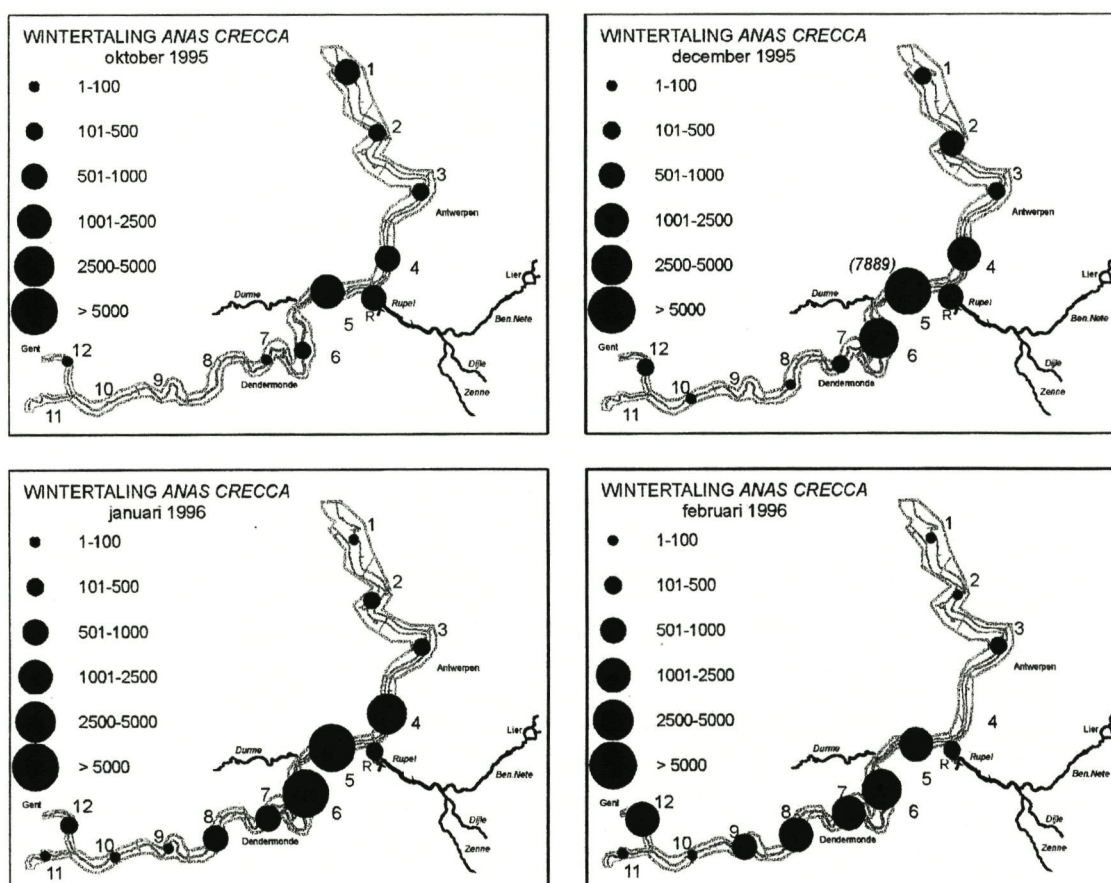 WINTERTALING ANAS CRECCA
oktober 1995
1-100
101-500
501-1000
1001-2500
2500-5000
> 5000
1
2
3
Antwerpen
4
Lier
Durme
R
Rupel
Ben.Nete
5
6
7
8
Dendermonde
Dijle
Zenne
Gent
12
9
10
11
WINTERTALING ANAS CRECCA
december 1995
1-100
101-500
501-1000
1001-2500
2500-5000
> 5000
1
2
3
Antwerpen
4
(7889)
Lier
Durme
R
Rupel
Ben.Nete
5
6
7
8
Dendermonde
Dijle
Zenne
Gent
12
9
10
11
WINTERTALING ANAS CRECCA
januari 1996
1-100
101-500
501-1000
1001-2500
2500-5000
> 5000
1
2
3
Antwerpen
4
Lier
Durme
R
Rupel
Ben.Nete
5
6
7
8
Dendermonde
Dijle
Zenne
Gent
12
9
10
11
WINTERTALING ANAS CRECCA
februari 1996
1-100
101-500
501-1000
1001-2500
2500-5000
> 5000
1
2
3
Antwerpen
4
Lier
Durme
R
Rupel
Ben.Nete
5
6
7
8
Dendermonde
Dijle
Zenne
Gent
12
9
10
11